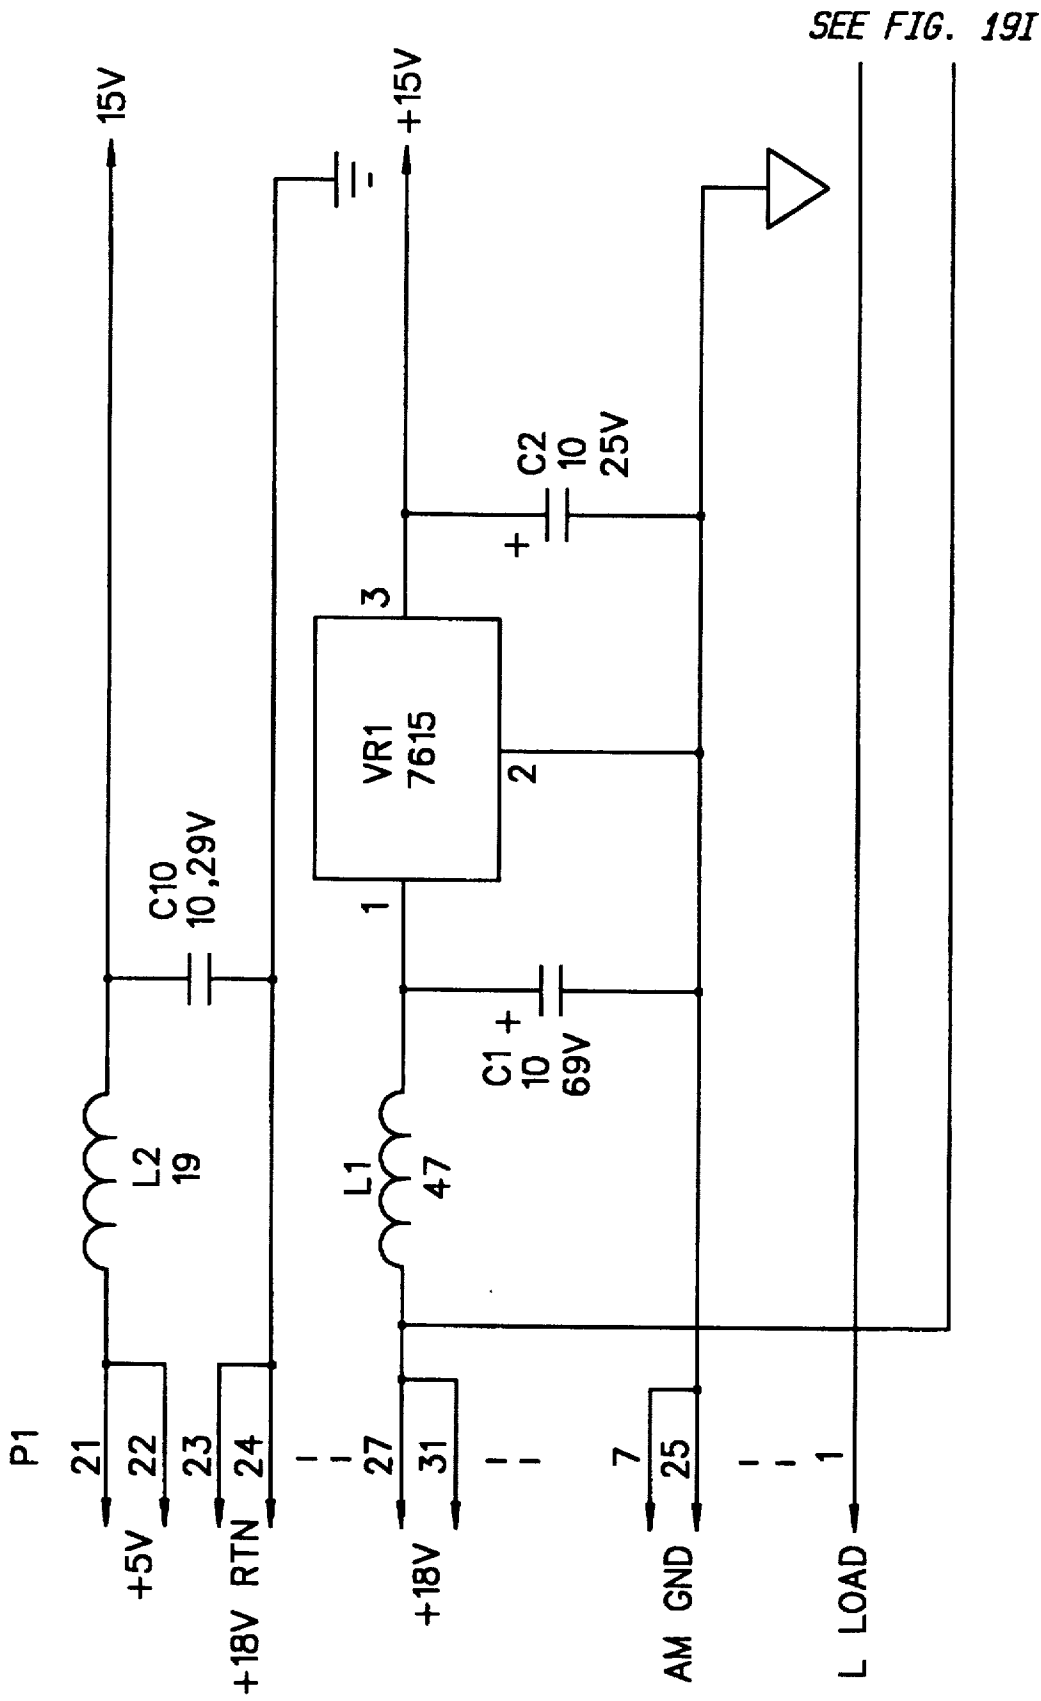 SEE FIG. 19I
P1
21
+5V
22
23
+18V RTN
24
L2
19
C10
10,29V
15V
27
+18V
31
L1
47
C1 +
10
69V
1
VR1
7615
2
3
+
C2
10
25V
+15V
7
AM GND
25
1
L LOAD